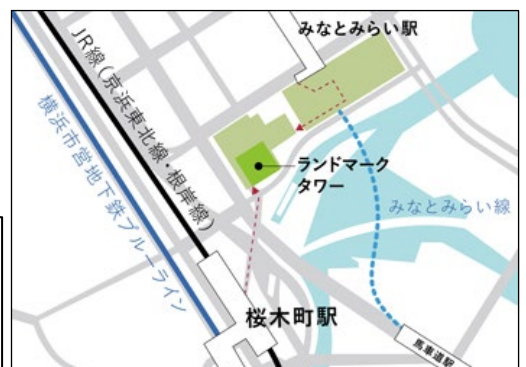 みなとみらい駅
JR線(京浜東北線・根岸線)
横浜市営地下鉄ブルーライン
ランドマーク
タワー
みなとみらい線
桜木町駅
馬車道駅